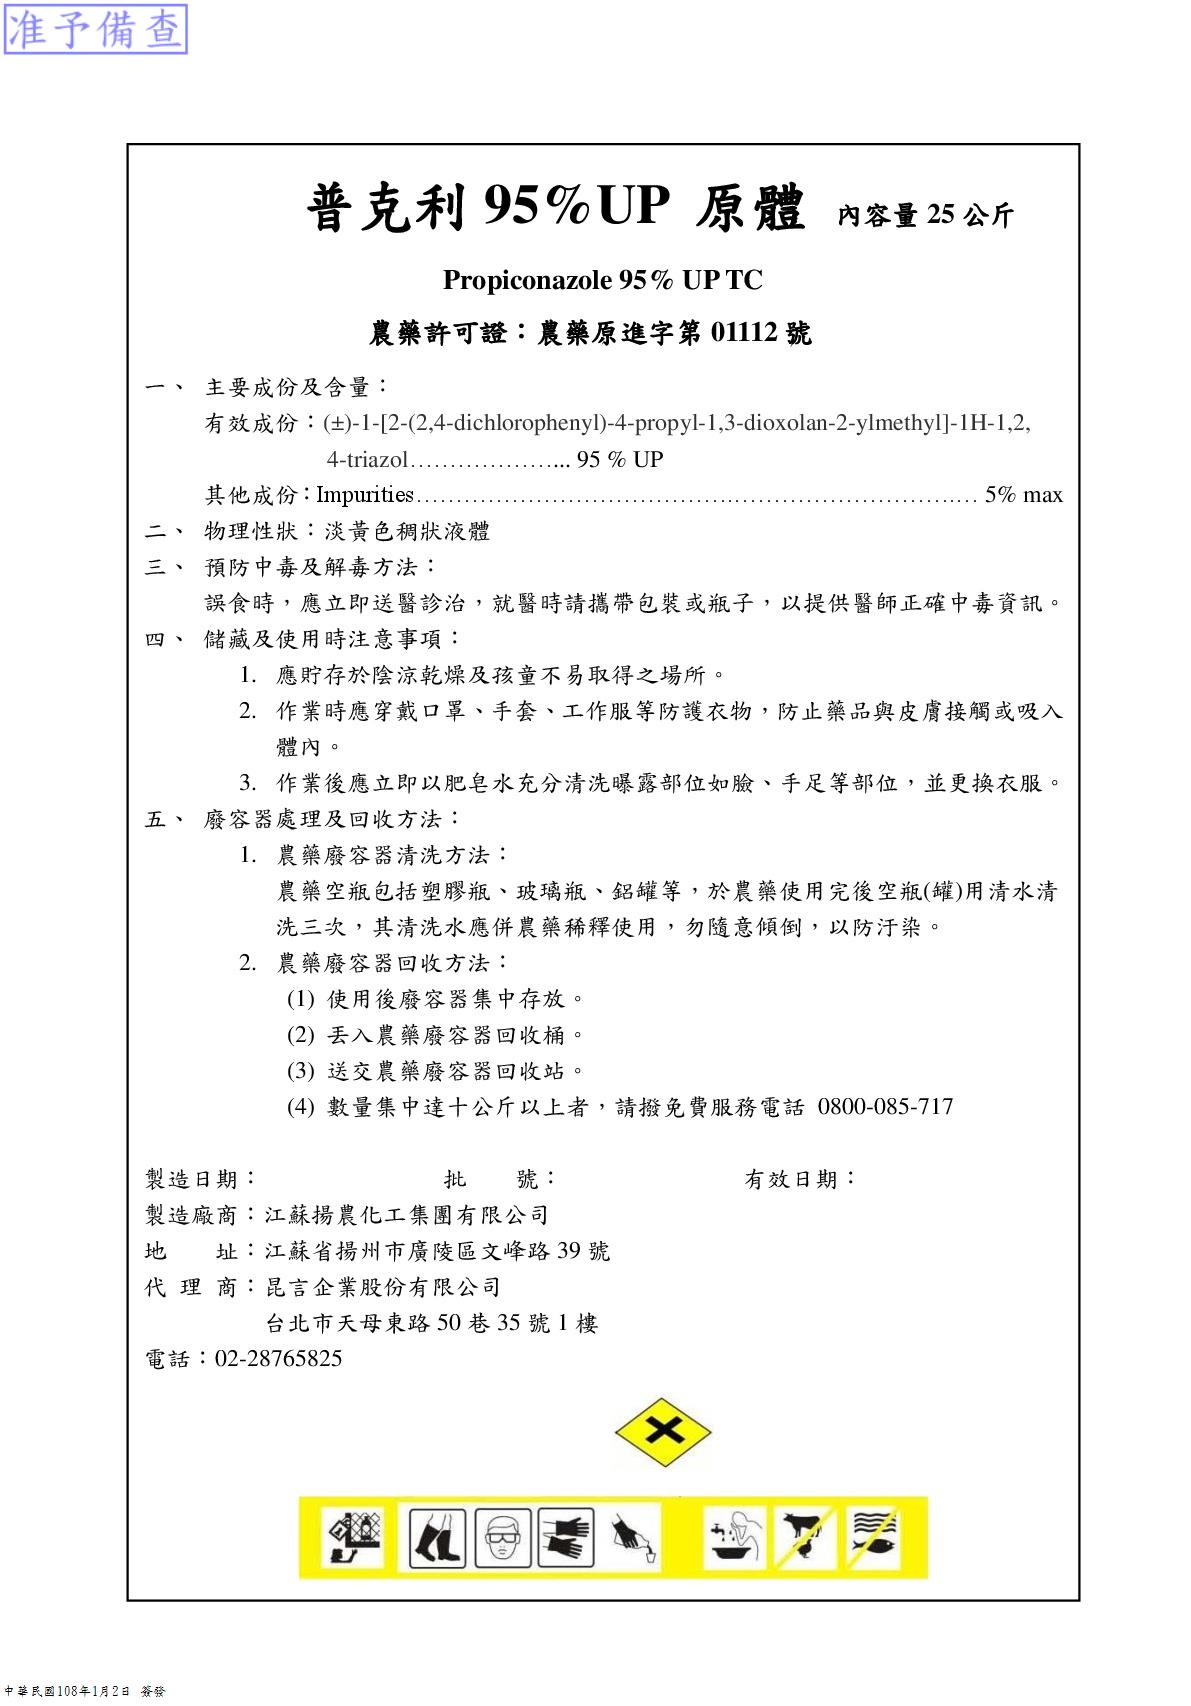 准予備查
普克利 95%UP 原體 內容量 25 公斤
Propiconazole 95% UP TC
農藥許可證：農藥原進字第 01112 號
一、 主要成份及含量：
有效成份：(±)-1-[2-(2,4-dichlorophenyl)-4-propyl-1,3-dioxolan-2-ylmethyl]-1H-1,2,
4-triazol………………... 95 % UP
其他成份：Impurities…………………………………………………………… 5% max
二、 物理性狀：淡黃色稠狀液體
三、 預防中毒及解毒方法：
誤食時，應立即送醫診治，就醫時請攜帶包裝或瓶子，以提供醫師正確中毒資訊。
四、 儲藏及使用時注意事項：
1. 應貯存於陰涼乾燥及孩童不易取得之場所。
2. 作業時應穿戴口罩、手套、工作服等防護衣物，防止藥品與皮膚接觸或吸入
體內。
3. 作業後應立即以肥皂水充分清洗曝露部位如臉、手足等部位，並更換衣服。
五、 廢容器處理及回收方法：
1. 農藥廢容器清洗方法：
農藥空瓶包括塑膠瓶、玻璃瓶、鋁罐等，於農藥使用完後空瓶(罐)用清水清
洗三次，其清洗水應併農藥稀釋使用，勿隨意傾倒，以防汙染。
2. 農藥廢容器回收方法：
(1) 使用後廢容器集中存放。
(2) 丟入農藥廢容器回收桶。
(3) 送交農藥廢容器回收站。
(4) 數量集中達十公斤以上者，請撥免費服務電話 0800-085-717
製造日期： 批 號： 有效日期：
製造廠商：江蘇揚農化工集團有限公司
地 址：江蘇省揚州市廣陵區文峰路 39 號
代 理 商：昆言企業股份有限公司
台北市天母東路 50 巷 35 號 1 樓
電話：02-28765825
中華民國108年1月2日 簽發